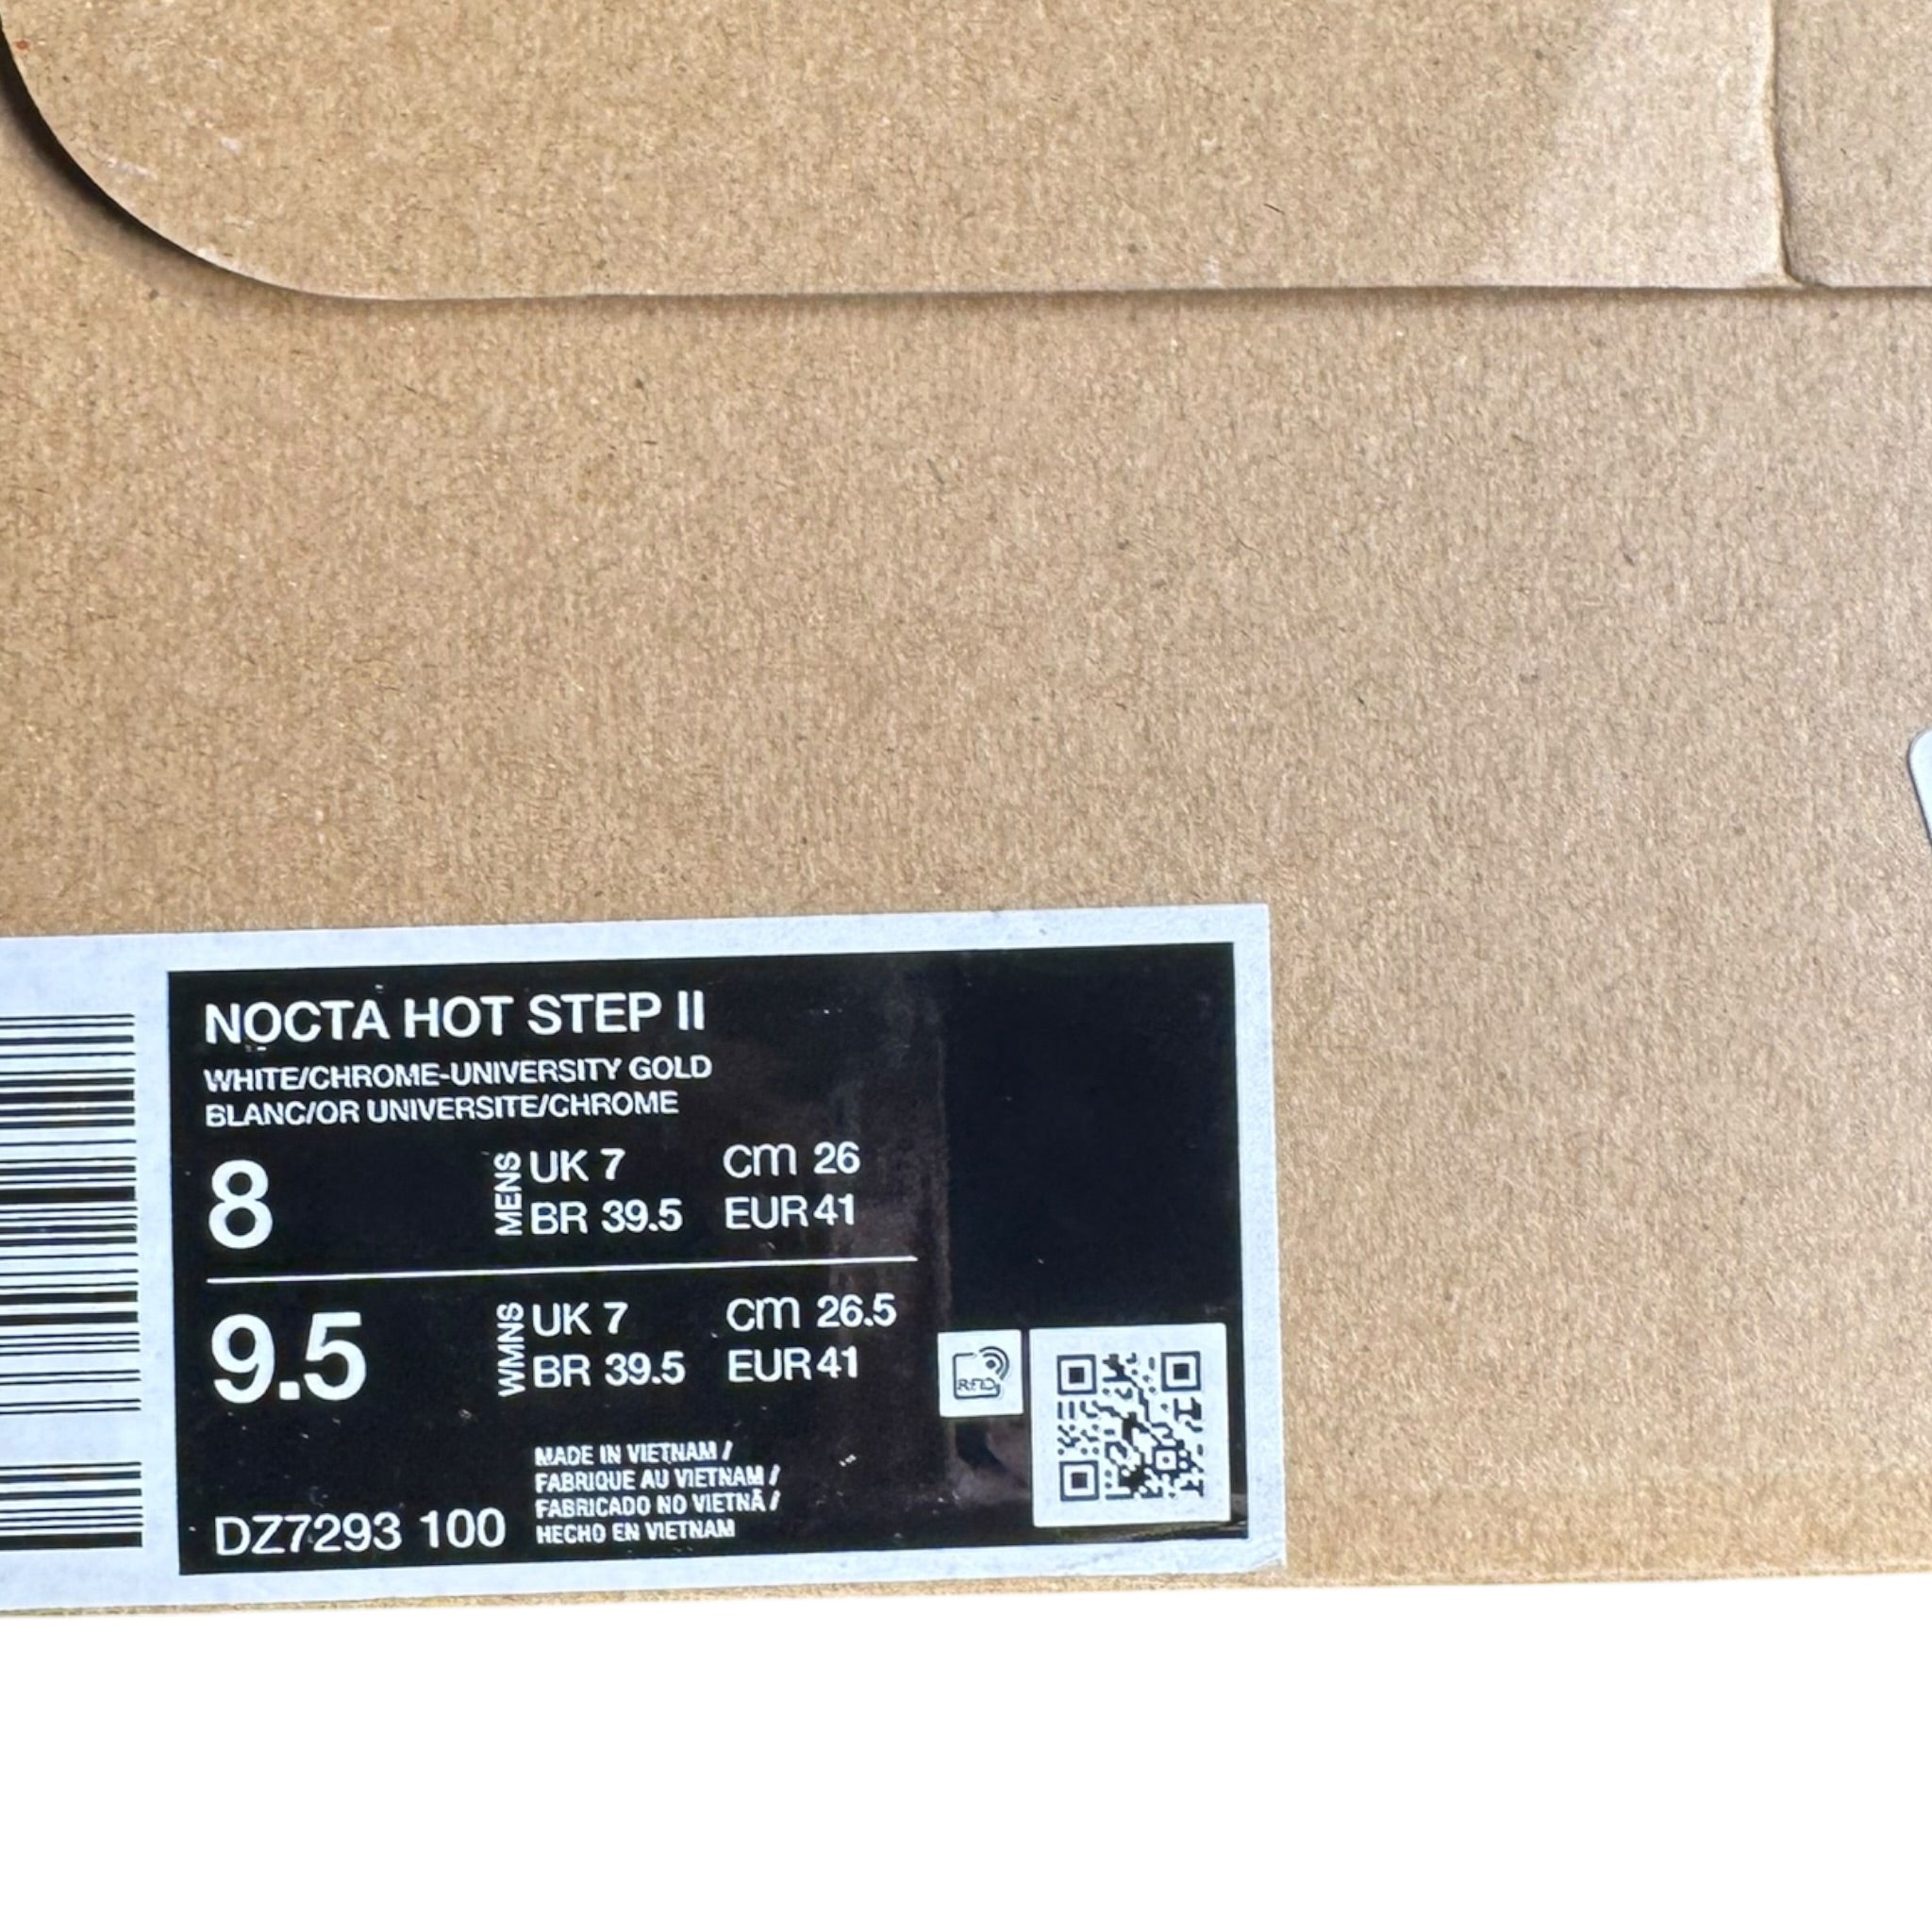 NOCTA HOT STEP II
WHITE/CHROME-UNIVERSITY GOLD
BLANC/OR UNIVERSITE/CHROME
8 MENS UK 7 cm 26
BR 39.5 EUR 41
9.5 WMNS UK 7 cm 26.5
BR 39.5 EUR 41
RFID
MADE IN VIETNAM /
FABRIQUE AU VIETNAM /
FABRICADO NO VIETNÃ /
HECHO EN VIETNAM
DZ7293 100